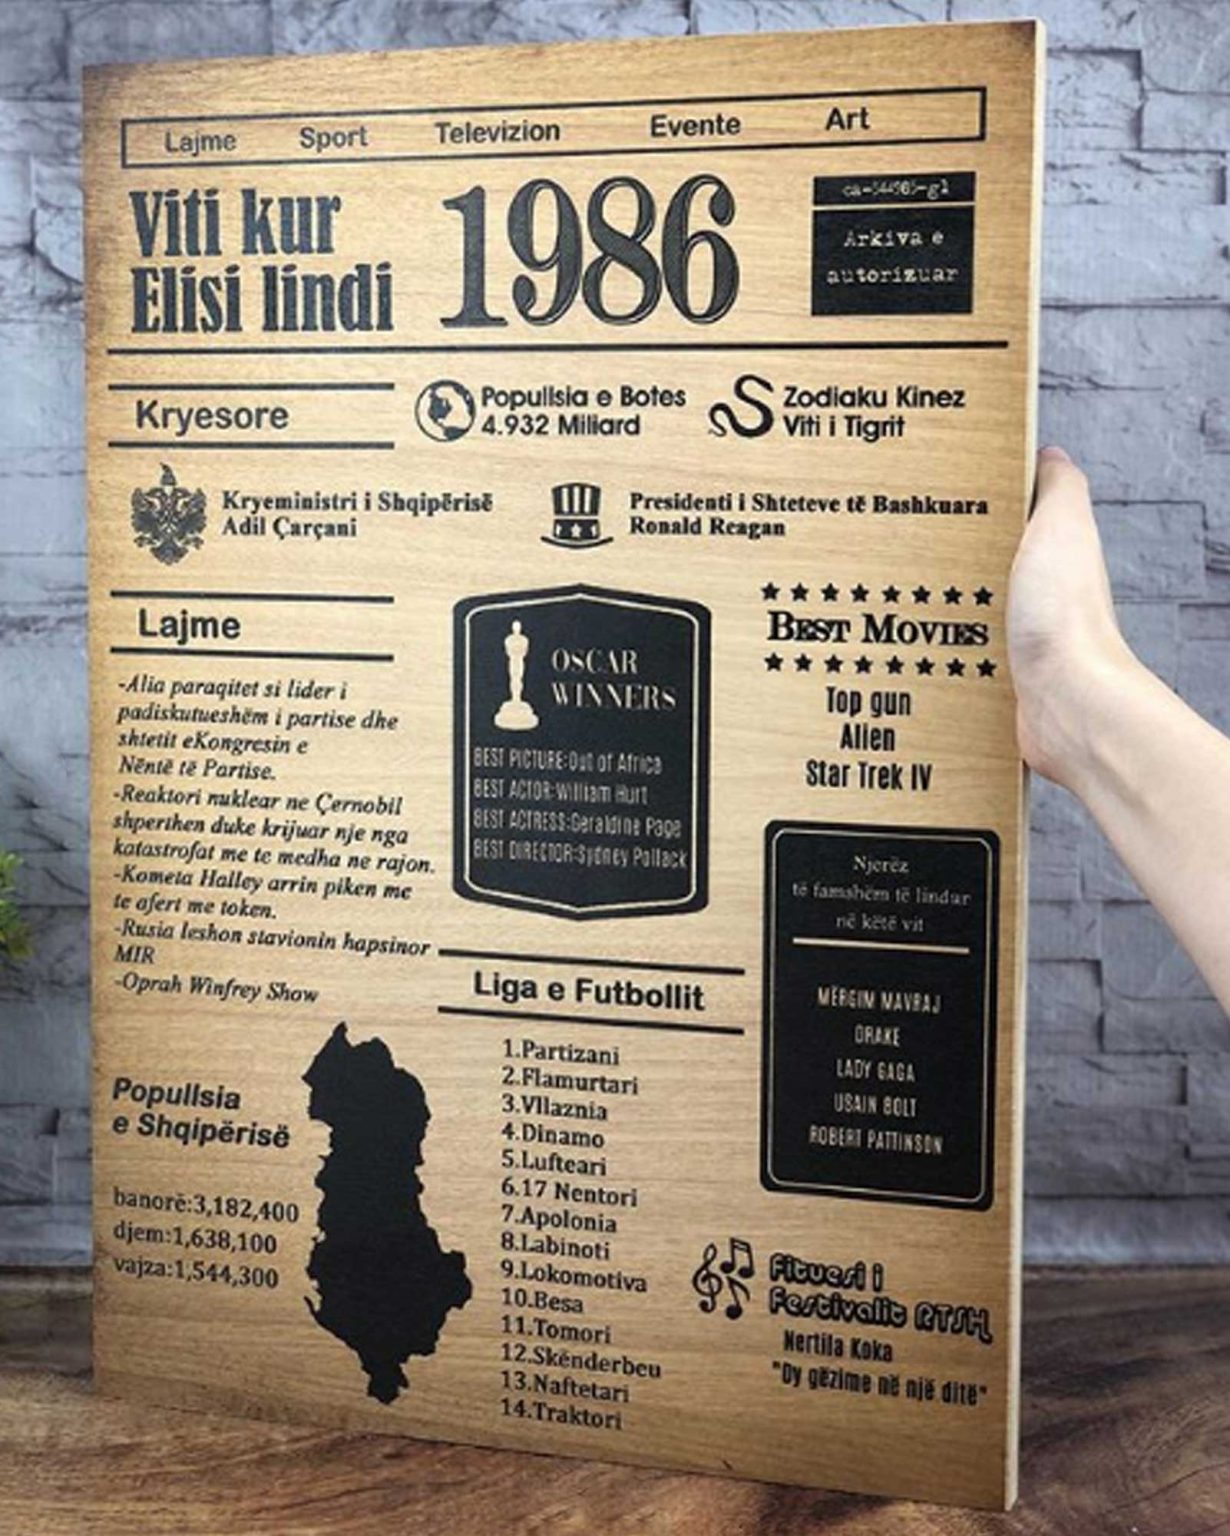 Lajme Sport Televizion Evente Art
Viti kur
Elisi lindi
1986
Arkiva e
autorizuar
Kryesore
Popullsia e Botes
4.932 Miliard
Zodiaku Kinez
Viti i Tigrit
Kryeministri i Shqipërisë
Adil Çarçani
Presidenti i Shteteve të Bashkuara
Ronald Reagan
Lajme
-Alia paraqitet si lider i
padiskutueshëm i partise dhe
shtetit eKongresin e
Nëntë të Partise.
-Reaktori nuklear ne Çernobil
shperthen duke krijuar nje nga
katastrofat me te medha ne rajon.
-Kometa Halley arrin piken me
te afert me token.
-Rusia leshon stavionin hapsinor
MIR
-Oprah Winfrey Show
OSCAR
WINNERS
BEST PICTURE:Out of Africa
BEST ACTOR:William Hurt
BEST ACTRESS:Geraldine Page
BEST DIRECTOR:Sydney Pollack
BEST MOVIES
Top gun
Alien
Star Trek IV
Njerëz
të famshëm të lindur
në këtë vit
MËRGIM MAVRAJ
DRAKE
LADY GAGA
USAIN BOLT
ROBERT PATTINSON
Popullsia
e Shqipërisë
banorë:3,182,400
djem:1,638,100
vajza:1,544,300
Liga e Futbollit
1.Partizani
2.Flamurtari
3.Vllaznia
4.Dinamo
5.Lufteari
6.17 Nentori
7.Apolonia
8.Labinoti
9.Lokomotiva
10.Besa
11.Tomori
12.Skënderbeu
13.Naftetari
14.Traktori
Fituesi i
Festivalit RTSH
Nertila Koka
"Dy gëzime në një ditë"